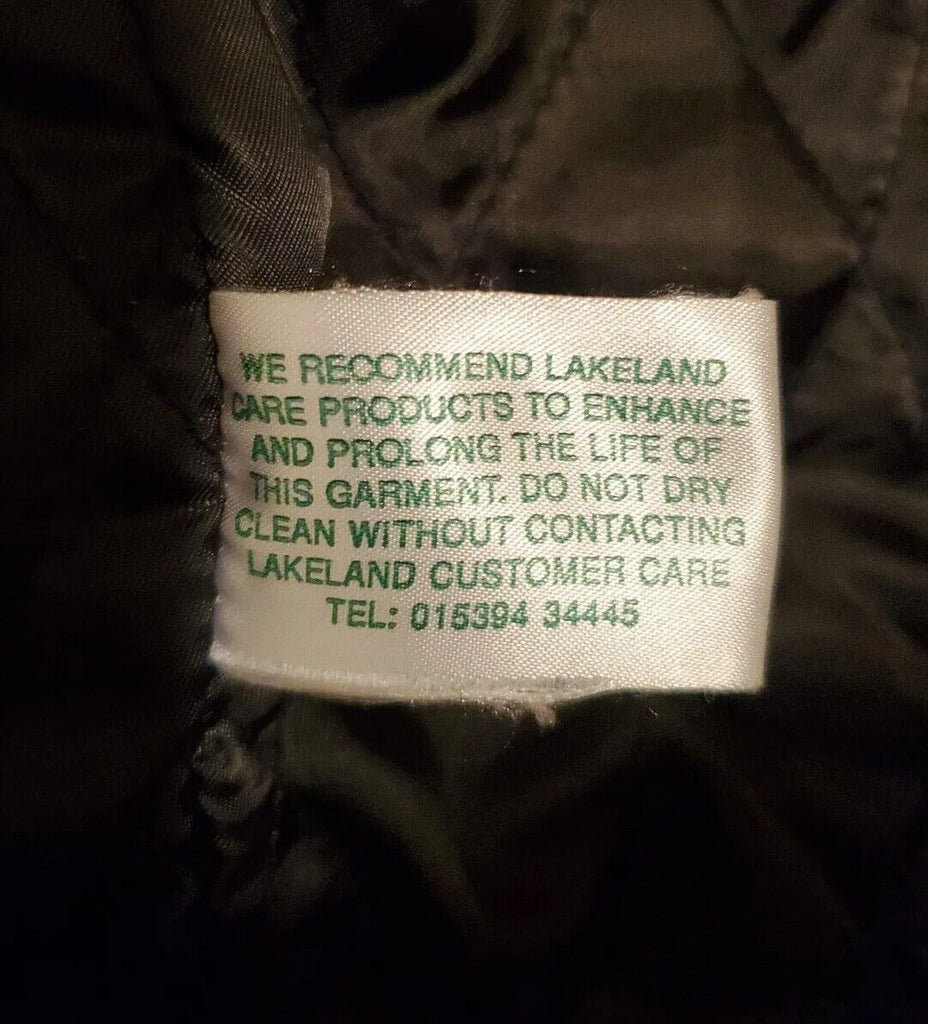 WE RECOMMEND LAKELAND
CARE PRODUCTS TO ENHANCE
AND PROLONG THE LIFE OF
THIS GARMENT. DO NOT DRY
CLEAN WITHOUT CONTACTING
LAKELAND CUSTOMER CARE
TEL: 015394 34445